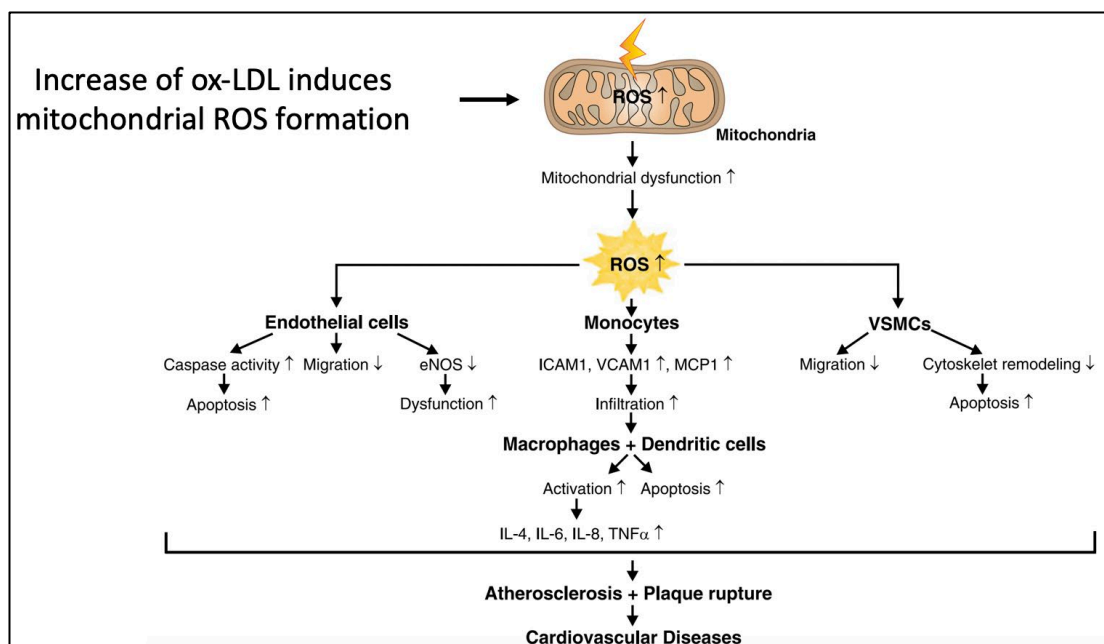 Increase of ox-LDL induces
mitochondrial ROS formation
ROS ↑
Mitochondria
Mitochondrial dysfunction ↑
ROS ↑
Endothelial cells
Monocytes
VSMCs
Caspase activity ↑
Migration ↓
eNOS ↓
ICAM1, VCAM1 ↑, MCP1 ↑
Migration ↓
Cytoskelet remodeling ↓
Apoptosis ↑
Dysfunction ↑
Infiltration ↑
Apoptosis ↑
Macrophages + Dendritic cells
Activation ↑
Apoptosis ↑
IL-4, IL-6, IL-8, TNFα ↑
Atherosclerosis + Plaque rupture
Cardiovascular Diseases